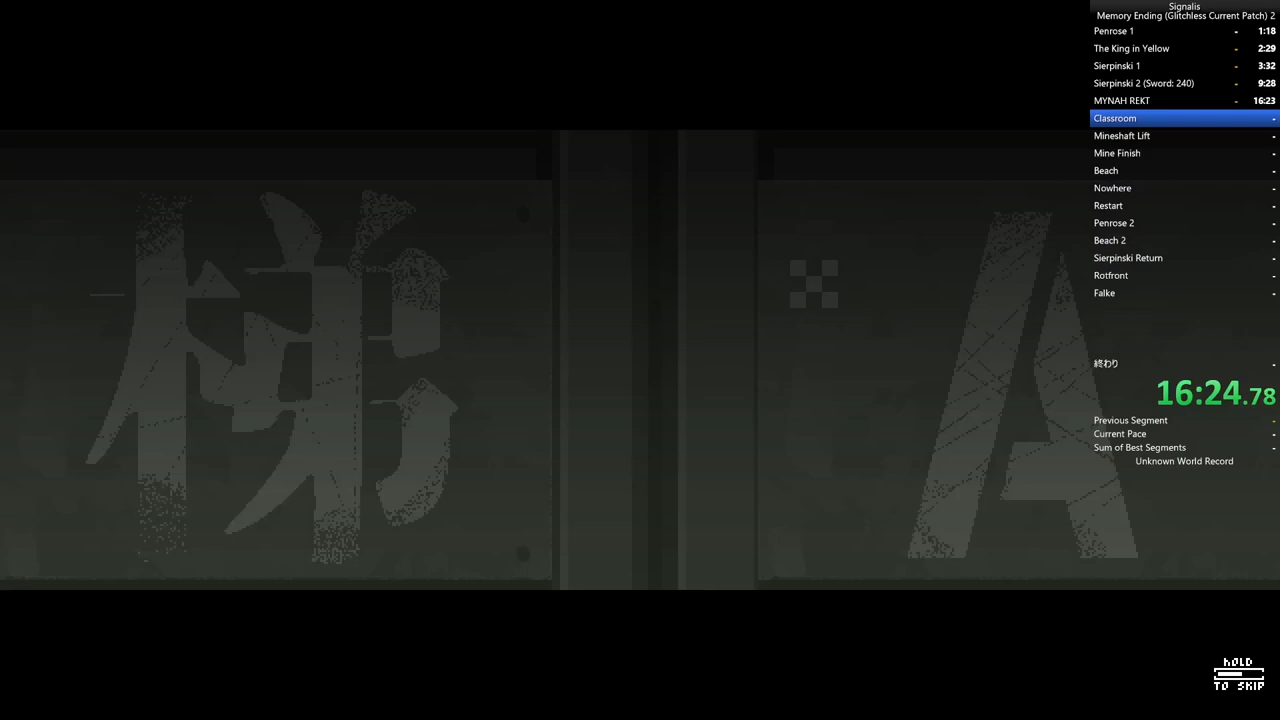 Signalis
Memory Ending (Glitchless Current Patch) 2
Penrose 1 - 1:18
The King in Yellow - 2:29
Sierpinski 1 - 3:32
Sierpinski 2 (Sword: 240) - 9:28
MYNAH REKT - 16:23
Classroom -
Mineshaft Lift -
Mine Finish -
Beach -
Nowhere -
Restart -
Penrose 2 -
Beach 2 -
Sierpinski Return -
Rotfront -
Falke -
終わり -
16:24.78
Previous Segment -
Current Pace -
Sum of Best Segments -
Unknown World Record
梯 A
HOLD
TO SKIP